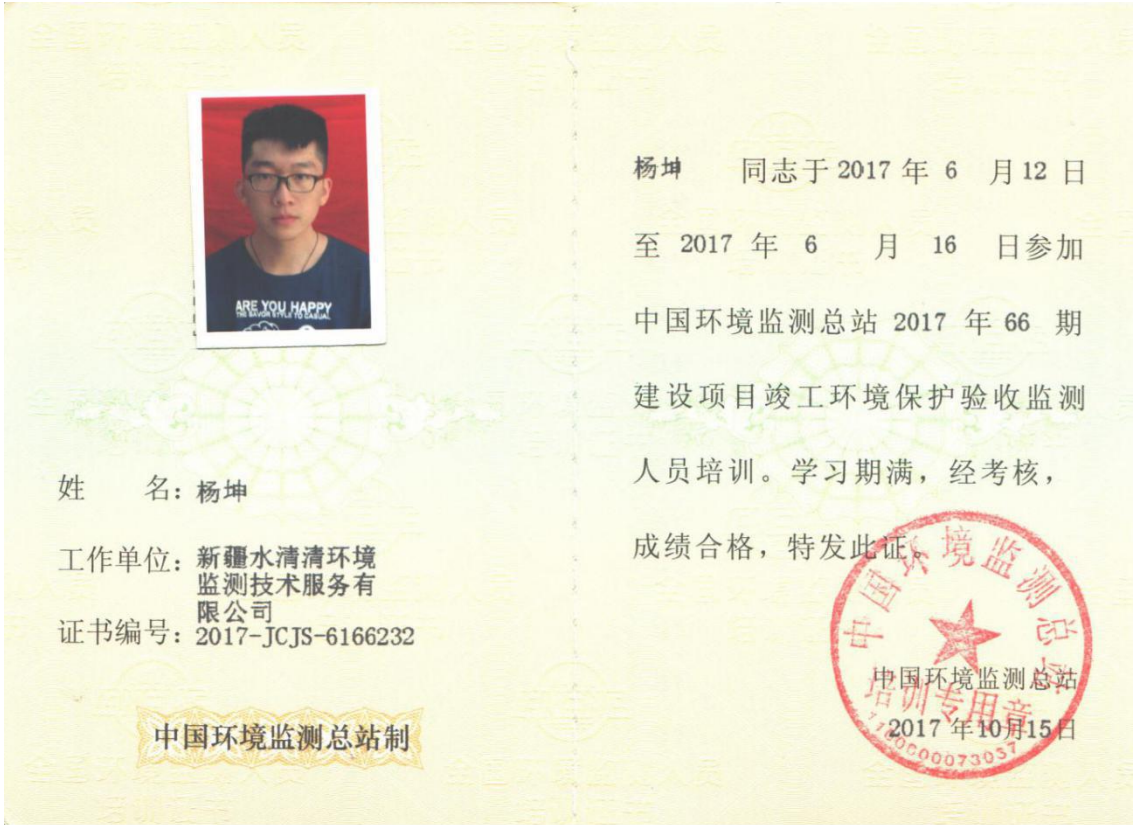 ARE YOU HAPPY
THE SAVOR STYLE TO CASUAL
姓 名：杨坤
工作单位：新疆水清清环境
监测技术服务有
限公司
证书编号：2017-JCJS-6166232
中国环境监测总站制
杨坤 同志于 2017 年 6 月 12 日
至 2017 年 6 月 16 日参加
中国环境监测总站 2017 年 66 期
建设项目竣工环境保护验收监测
人员培训。学习期满，经考核，
成绩合格，特发此证。
中国环境监测总站
2017 年10月15日
中国环境监测总站
培训专用章